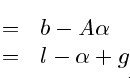 = b − Aα
= l − α + g